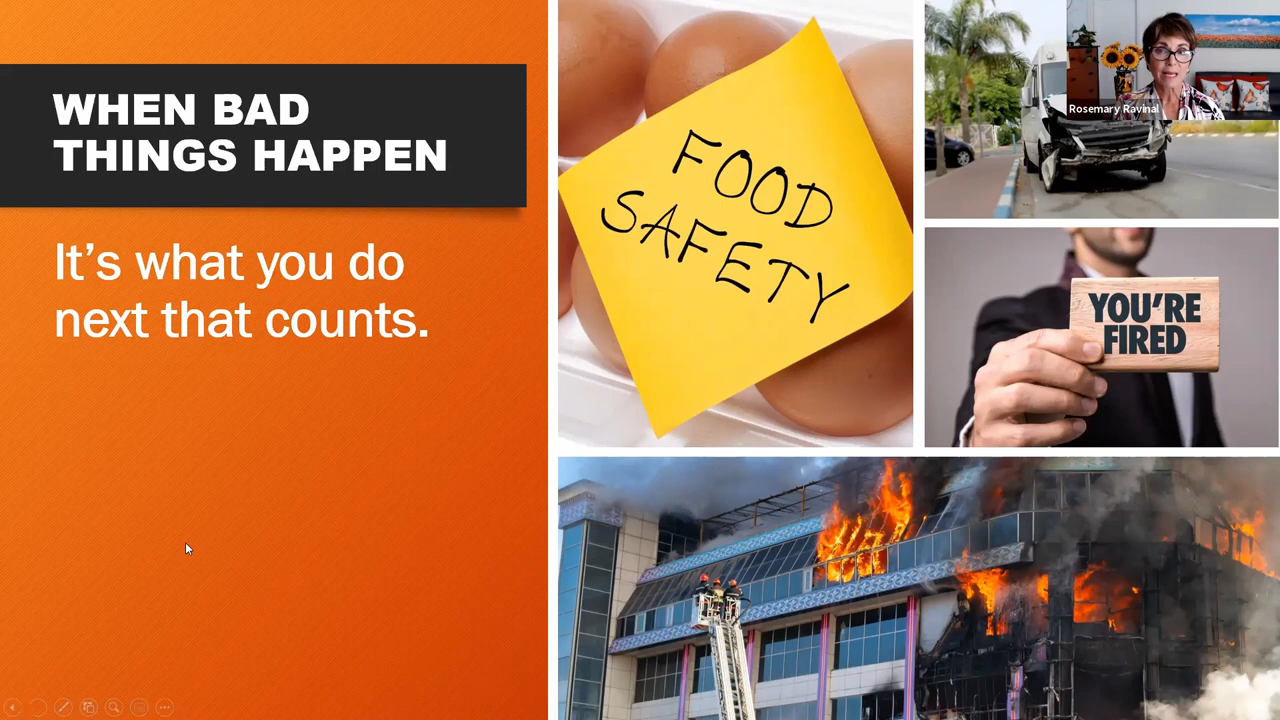 WHEN BAD
THINGS HAPPEN
It’s what you do
next that counts.
FOOD
SAFETY
Rosemary Ravinal
YOU'RE
FIRED